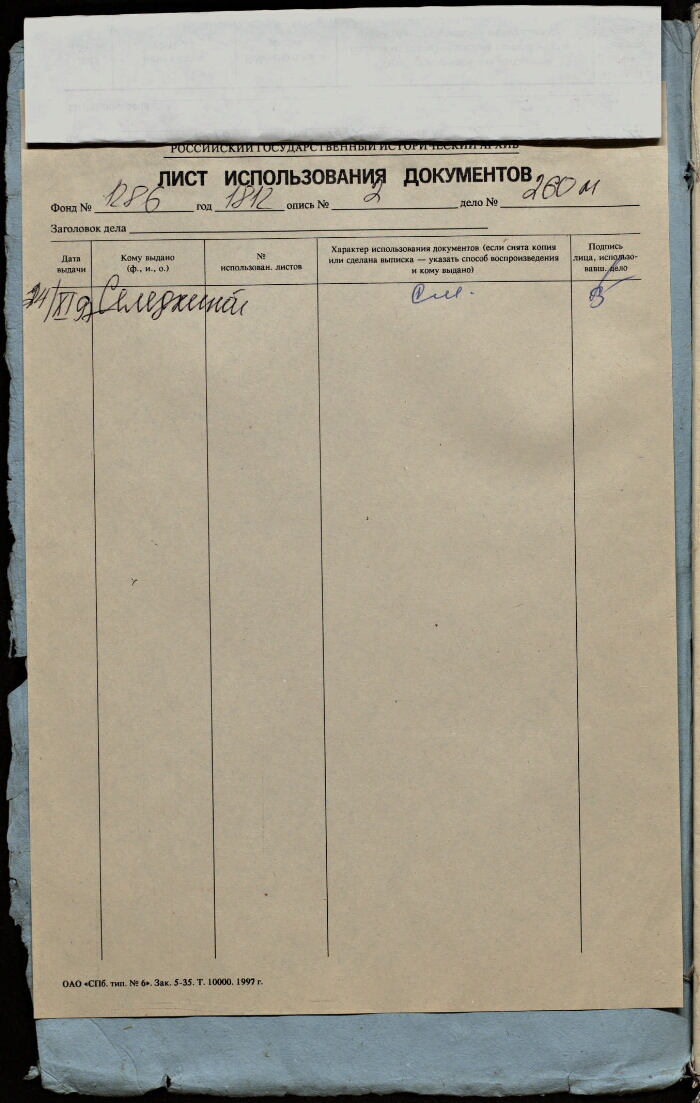 РОССИЙСКИЙ ГОСУДАРСТВЕННЫЙ ИСТОРИЧЕСКИЙ АРХИВ
ЛИСТ ИСПОЛЬЗОВАНИЯ ДОКУМЕНТОВ
Фонд № 1286 год 1812 опись № 2 дело № 260 м
Заголовок дела
Дата выдачи
Кому выдано (ф., и., о.)
№ использован. листов
Характер использования документов (если снята копия
или сделана выписка — указать способ воспроизведения
и кому выдано)
Подпись
лица, использо-
вавш. дело
см.
ОАО «СПб. тип. № 6». Зак. 5-35. Т. 10000. 1997 г.